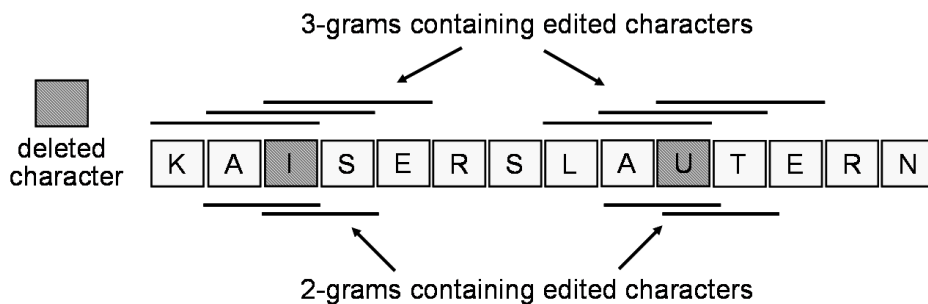 3-grams containing edited characters
deleted
character
K A I S E R S L A U T E R N
2-grams containing edited characters